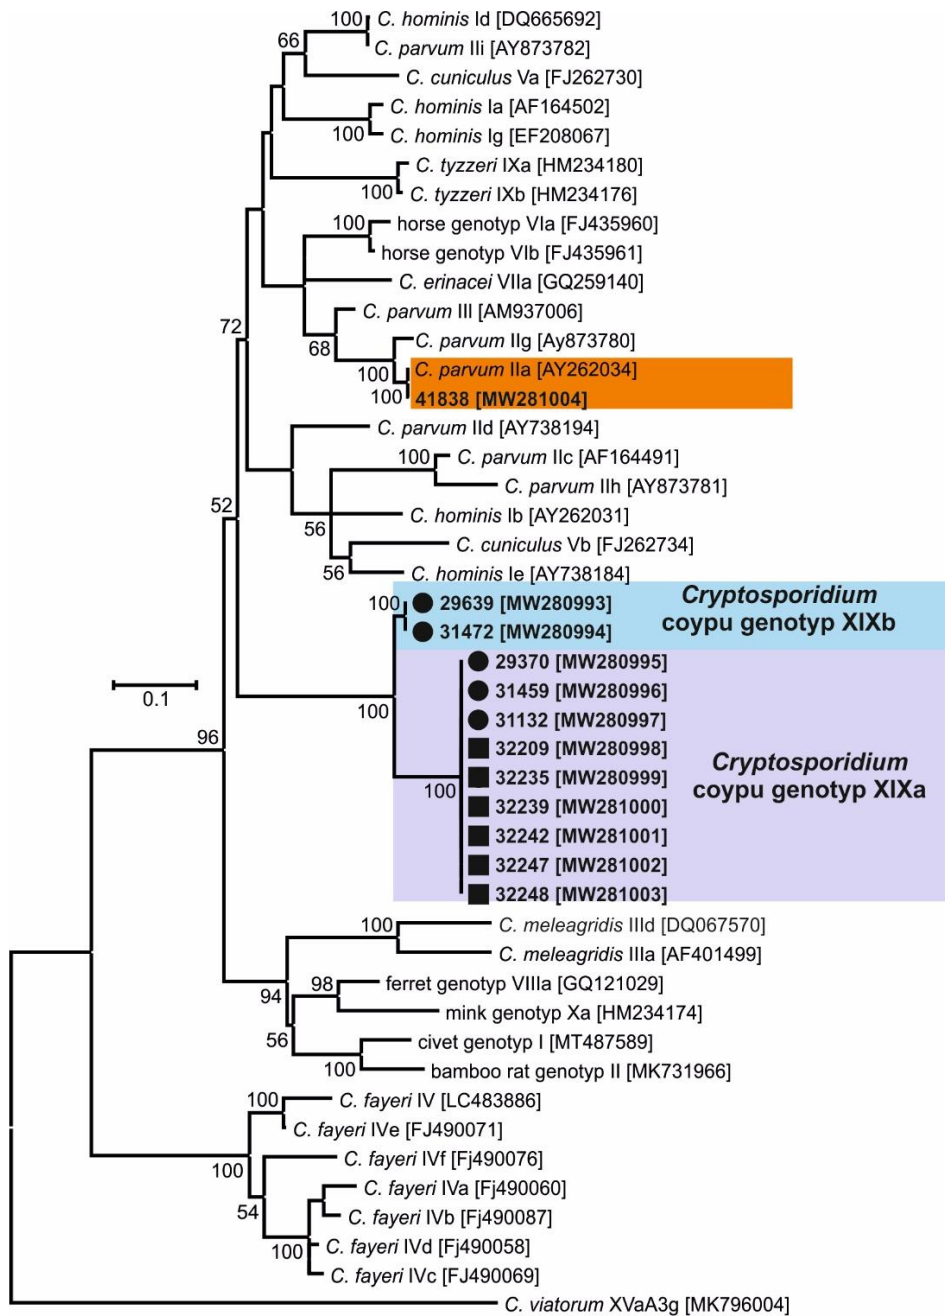 100
C. hominis Id [DQ665692]
66
C. parvum IIi [AY873782]
C. cuniculus Va [FJ262730]
C. hominis Ia [AF164502]
100
C. hominis Ig [EF208067]
C. tyzzeri IXa [HM234180]
100
C. tyzzeri IXb [HM234176]
100
horse genotyp VIa [FJ435960]
horse genotyp VIb [FJ435961]
C. erinacei VIIa [GQ259140]
C. parvum III [AM937006]
72
68
C. parvum IIg [Ay873780]
100
C. parvum IIa [AY262034]
100
41838 [MW281004]
C. parvum IId [AY738194]
100
C. parvum IIc [AF164491]
C. parvum IIh [AY873781]
52
56
C. hominis Ib [AY262031]
C. cuniculus Vb [FJ262734]
56
C. hominis Ie [AY738184]
100
29639 [MW280993]
31472 [MW280994]
Cryptosporidium
coypu genotyp XIXb
29370 [MW280995]
31459 [MW280996]
0.1
100
31132 [MW280997]
96
32209 [MW280998]
32235 [MW280999]
100
32239 [MW281000]
32242 [MW281001]
32247 [MW281002]
32248 [MW281003]
Cryptosporidium
coypu genotyp XIXa
100
C. meleagridis IIId [DQ067570]
C. meleagridis IIIa [AF401499]
94
98
ferret genotyp VIIIa [GQ121029]
mink genotyp Xa [HM234174]
56
civet genotyp I [MT487589]
100
bamboo rat genotyp II [MK731966]
100
C. fayeri IV [LC483886]
C. fayeri IVe [FJ490071]
100
C. fayeri IVf [Fj490076]
54
C. fayeri IVa [Fj490060]
C. fayeri IVb [Fj490087]
100
C. fayeri IVd [Fj490058]
C. fayeri IVc [FJ490069]
C. viatorum XVaA3g [MK796004]